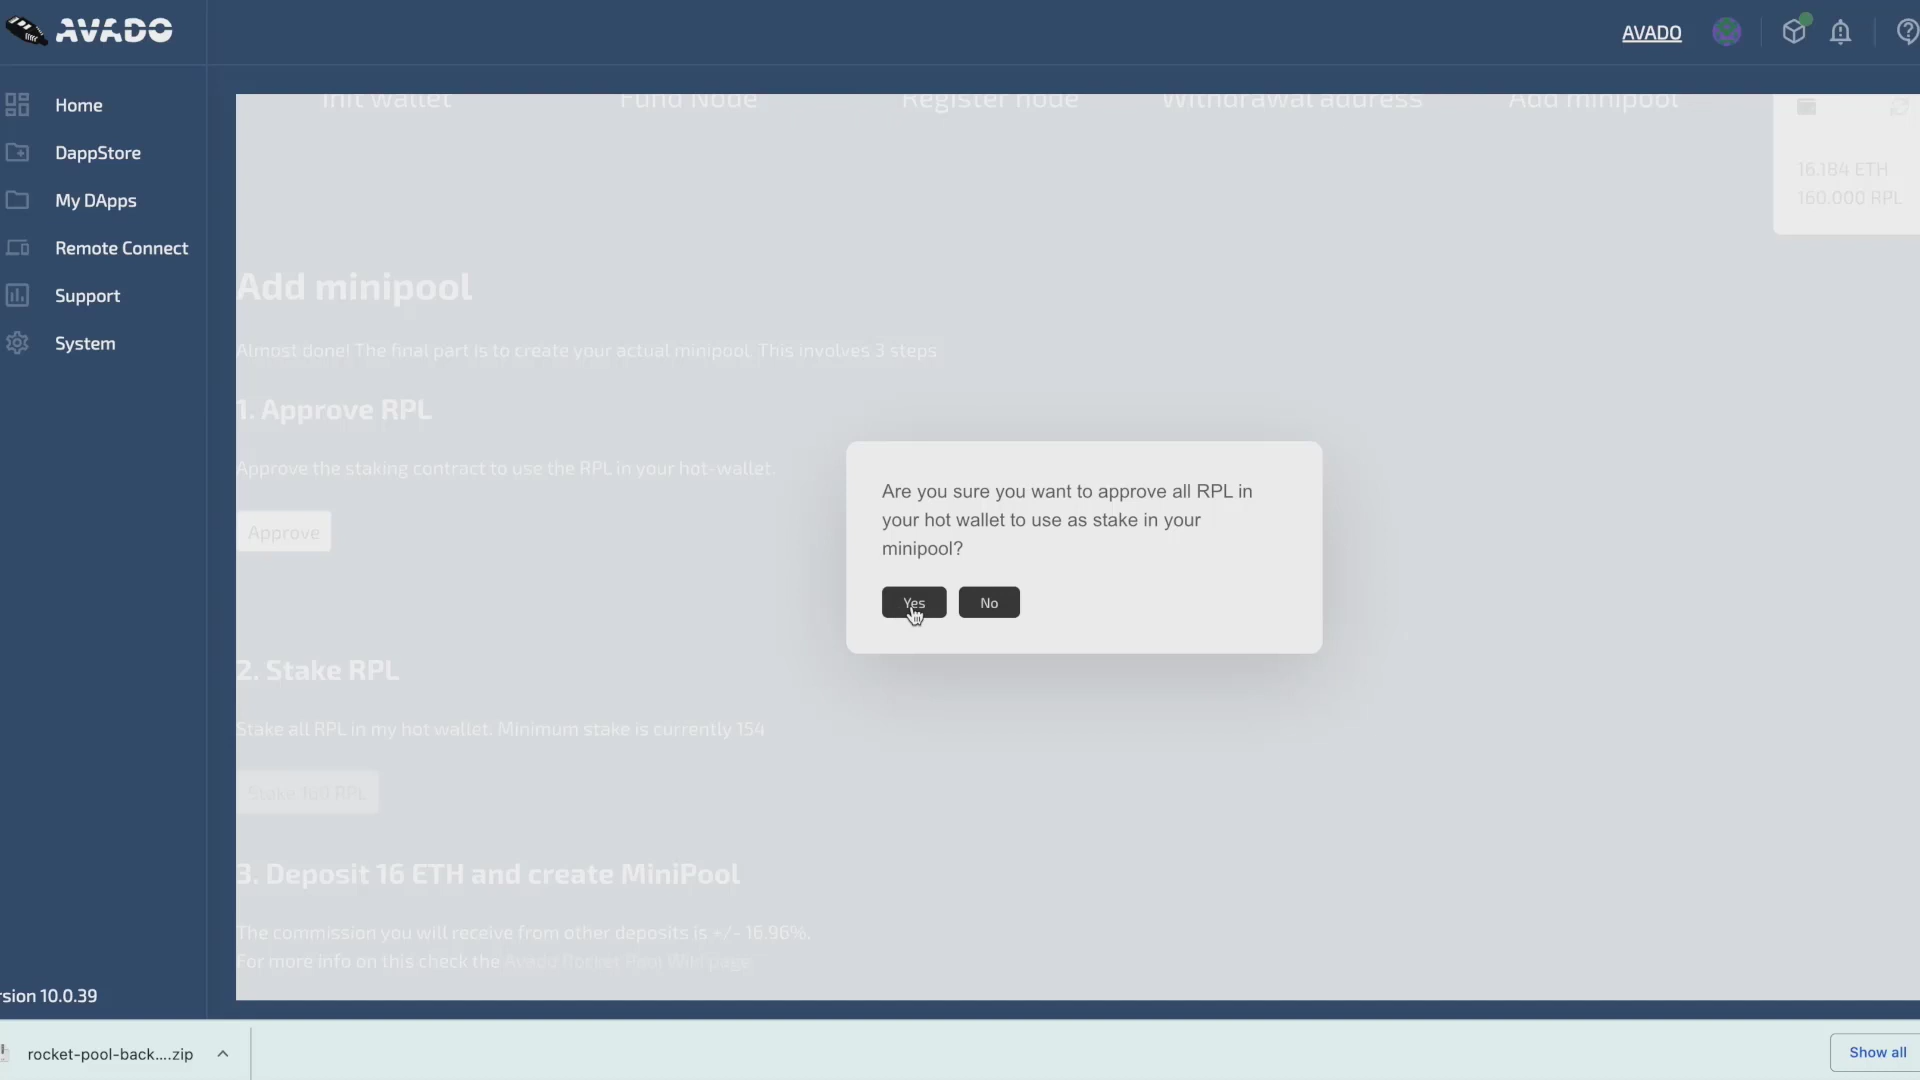 AVADO
AVADO
Home
DappStore
My DApps
Remote Connect
Support
System
Init wallet
Fund Node
Register node
Withdrawal address
Add minipool
16.184 ETH
160.000 RPL
Add minipool
Almost done! The final part is to create your actual minipool. This involves 3 steps
1. Approve RPL
Approve the staking contract to use the RPL in your hot-wallet.
Approve
Are you sure you want to approve all RPL in
your hot wallet to use as stake in your
minipool?
Yes
No
2. Stake RPL
Stake all RPL in my hot wallet. Minimum stake is currently 154
Stake full RPL
3. Deposit 16 ETH and create MiniPool
The commission you will receive from other deposits is +/- 16.96%.
For more info on this check the Avado Rocket Pool Wiki page
rsion 10.0.39
rocket-pool-back....zip
Show all